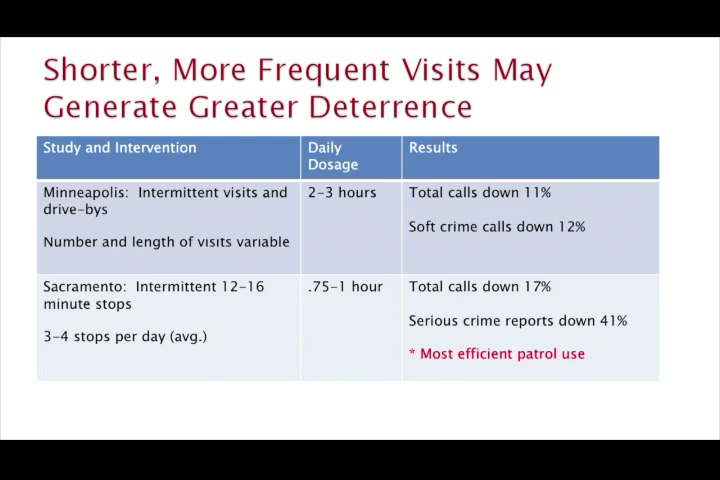 Shorter, More Frequent Visits May
Generate Greater Deterrence
Study and Intervention
Daily
Dosage
Results
Minneapolis: Intermittent visits and
drive-bys
Number and length of visits variable
2-3 hours
Total calls down 11%
Soft crime calls down 12%
Sacramento: Intermittent 12-16
minute stops
3-4 stops per day (avg.)
.75-1 hour
Total calls down 17%
Serious crime reports down 41%
* Most efficient patrol use